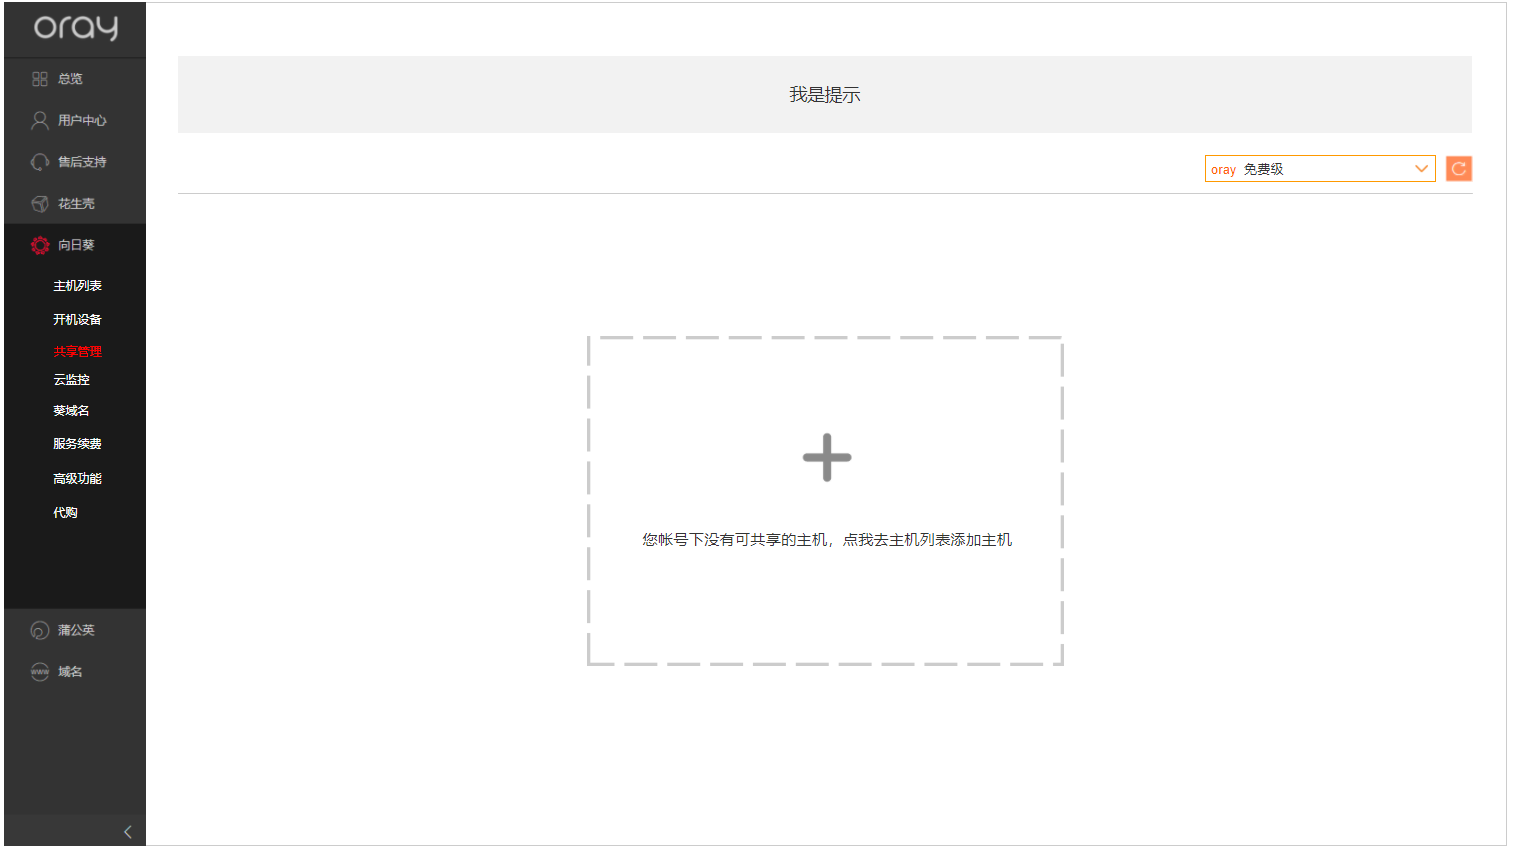 oray
总览
用户中心
售后支持
花生壳
向日葵
主机列表
开机设备
共享管理
云监控
葵域名
服务续费
高级功能
代购
蒲公英
www 域名
我是提示
oray 免费级
您帐号下没有可共享的主机，点我去主机列表添加主机